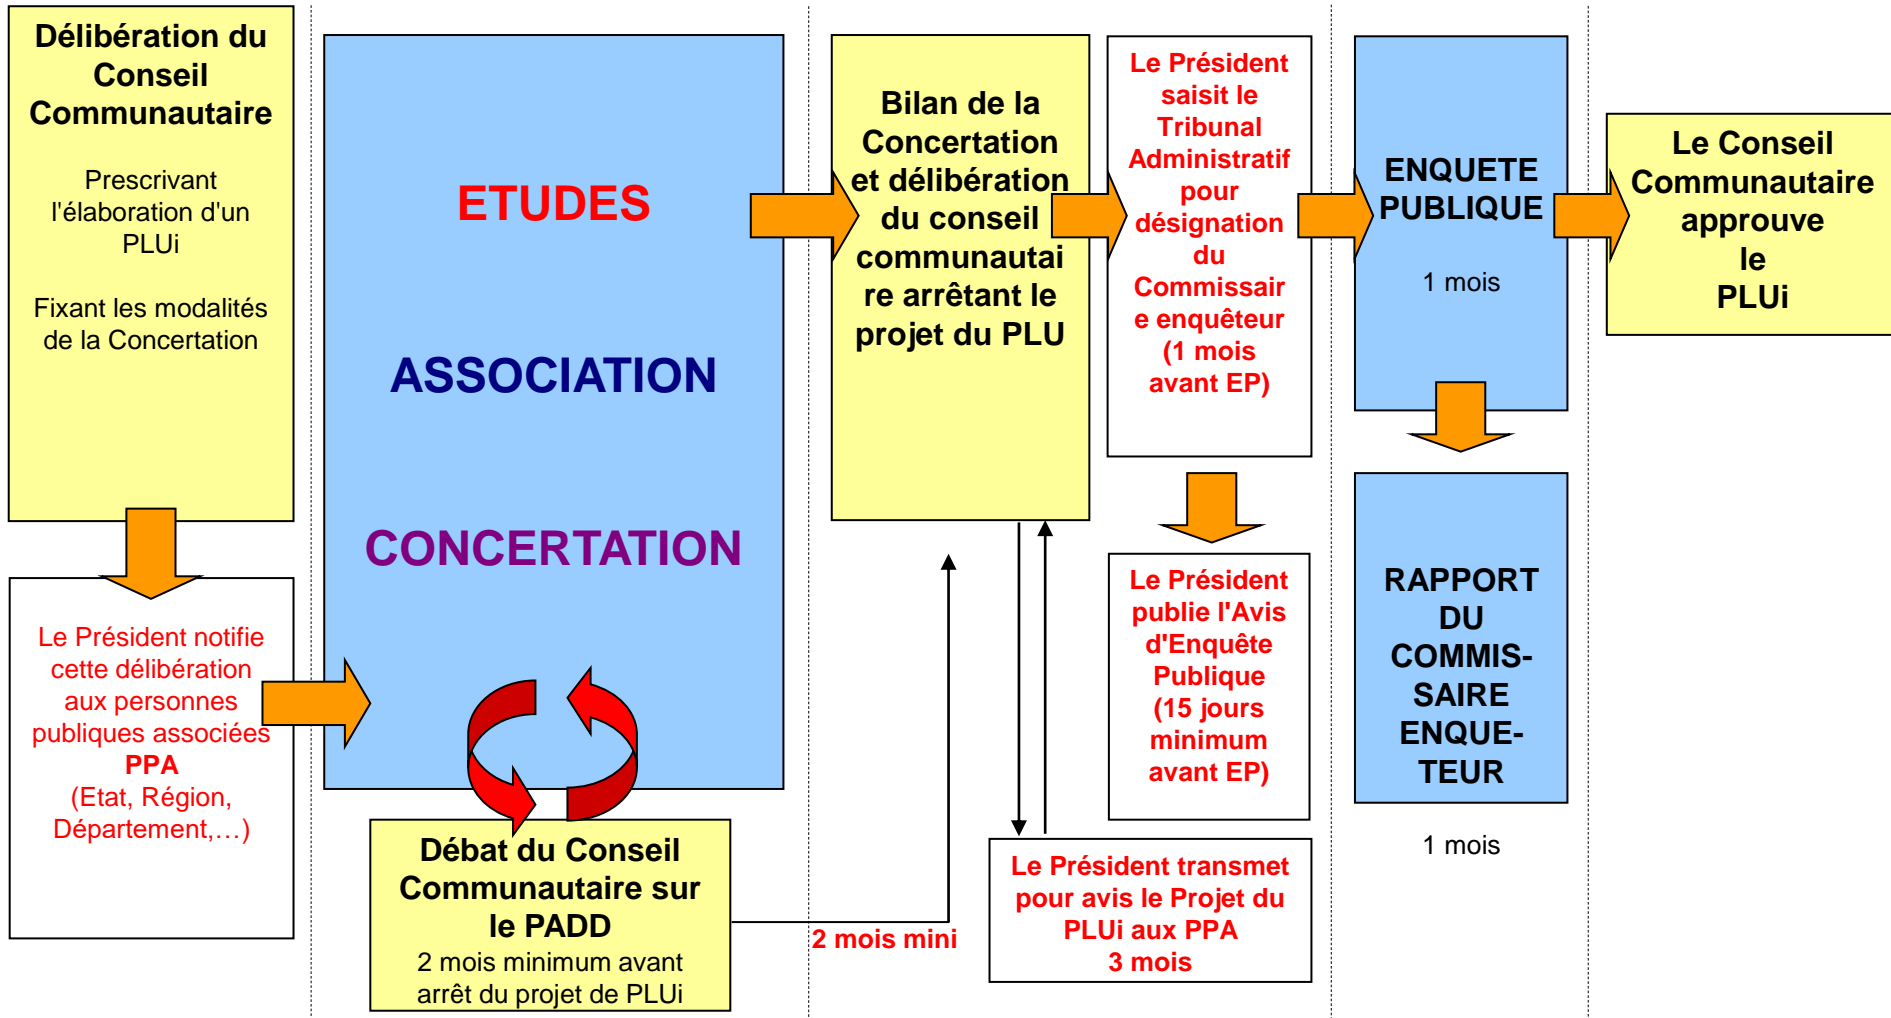 Délibération du
Conseil
Communautaire
Prescrivant
l'élaboration d'un
PLUi
Fixant les modalités
de la Concertation
Le Président notifie
cette délibération
aux personnes
publiques associées
PPA
(Etat, Région,
Département,…)
ETUDES
ASSOCIATION
CONCERTATION
Débat du Conseil
Communautaire sur
le PADD
2 mois minimum avant
arrêt du projet de PLUi
2 mois mini
Bilan de la
Concertation
et délibération
du conseil
communautai
re arrêtant le
projet du PLU
Le Président transmet
pour avis le Projet du
PLUi aux PPA
3 mois
Le Président
saisit le
Tribunal
Administratif
pour
désignation
du
Commissair
e enquêteur
(1 mois
avant EP)
Le Président
publie l'Avis
d'Enquête
Publique
(15 jours
minimum
avant EP)
ENQUETE
PUBLIQUE
1 mois
RAPPORT
DU
COMMIS-
SAIRE
ENQUE-
TEUR
1 mois
Le Conseil
Communautaire
approuve
le
PLUi